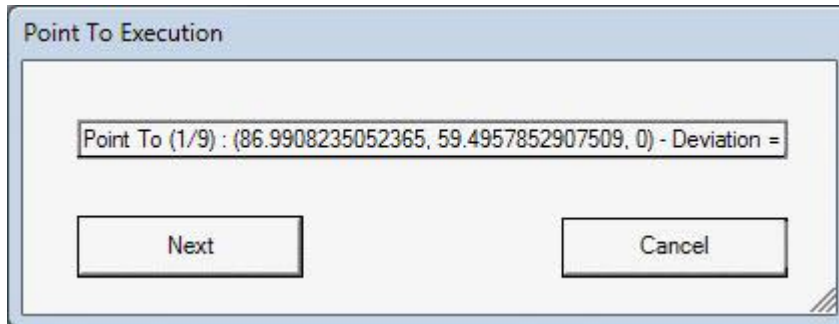 Point To Execution
Point To (1/9) : (86.9908235052365, 59.4957852907509, 0) - Deviation =
Next
Cancel